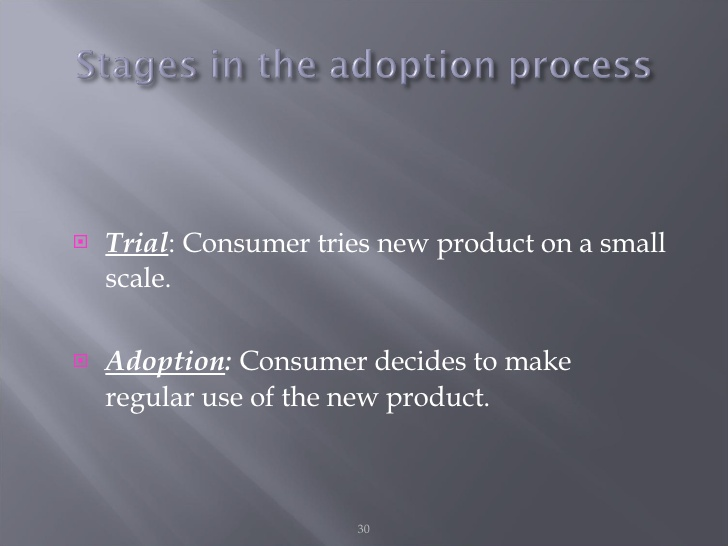 Stages in the adoption process
Trial: Consumer tries new product on a small
scale.
Adoption: Consumer decides to make
regular use of the new product.
30